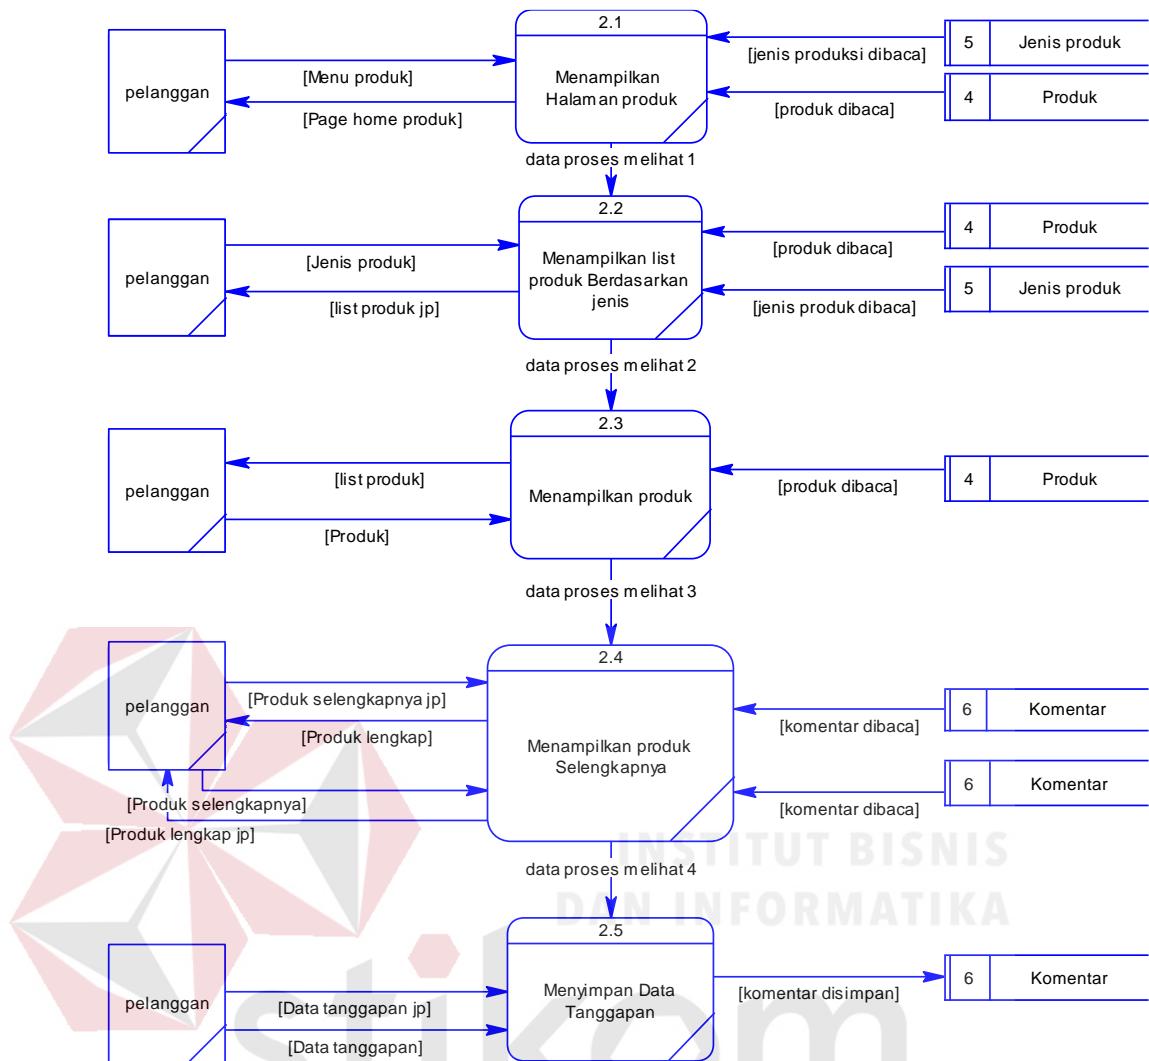 2.1
5
Jenis produk
[jenis produksi dibaca]
[Menu produk]
Menampilkan
Halaman produk
pelanggan
4
Produk
[produk dibaca]
[Page home produk]
data proses melihat 1
2.2
4
Produk
[produk dibaca]
[Jenis produk]
Menampilkan list
produk Berdasarkan
jenis
pelanggan
5
Jenis produk
[list produk jp]
[jenis produk dibaca]
data proses melihat 2
2.3
[list produk]
4
Produk
[produk dibaca]
pelanggan
Menampilkan produk
[Produk]
data proses melihat 3
2.4
[Produk selengkapnya jp]
pelanggan
6
Komentar
[komentar dibaca]
[Produk lengkap]
Menampilkan produk
Selengkapnya
6
Komentar
[komentar dibaca]
[Produk selengkapnya]
[Produk lengkap jp]
INSTITUT BISNIS
DAN INFORMATIKA
data proses melihat 4
2.5
6
Komentar
[komentar disimpan]
Menyimpan Data
Tanggapan
pelanggan
[Data tanggapan jp]
[Data tanggapan]
stikom